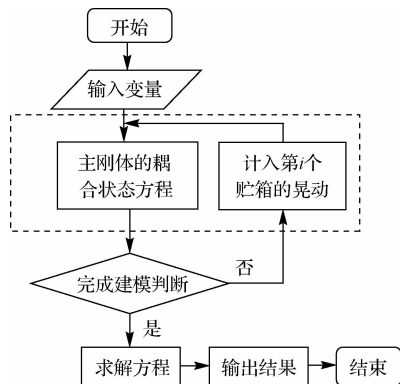 开始
输入变量
主刚体的耦
合状态方程
计入第i个
贮箱的晃动
完成建模判断
否
是
求解方程
输出结果
结束